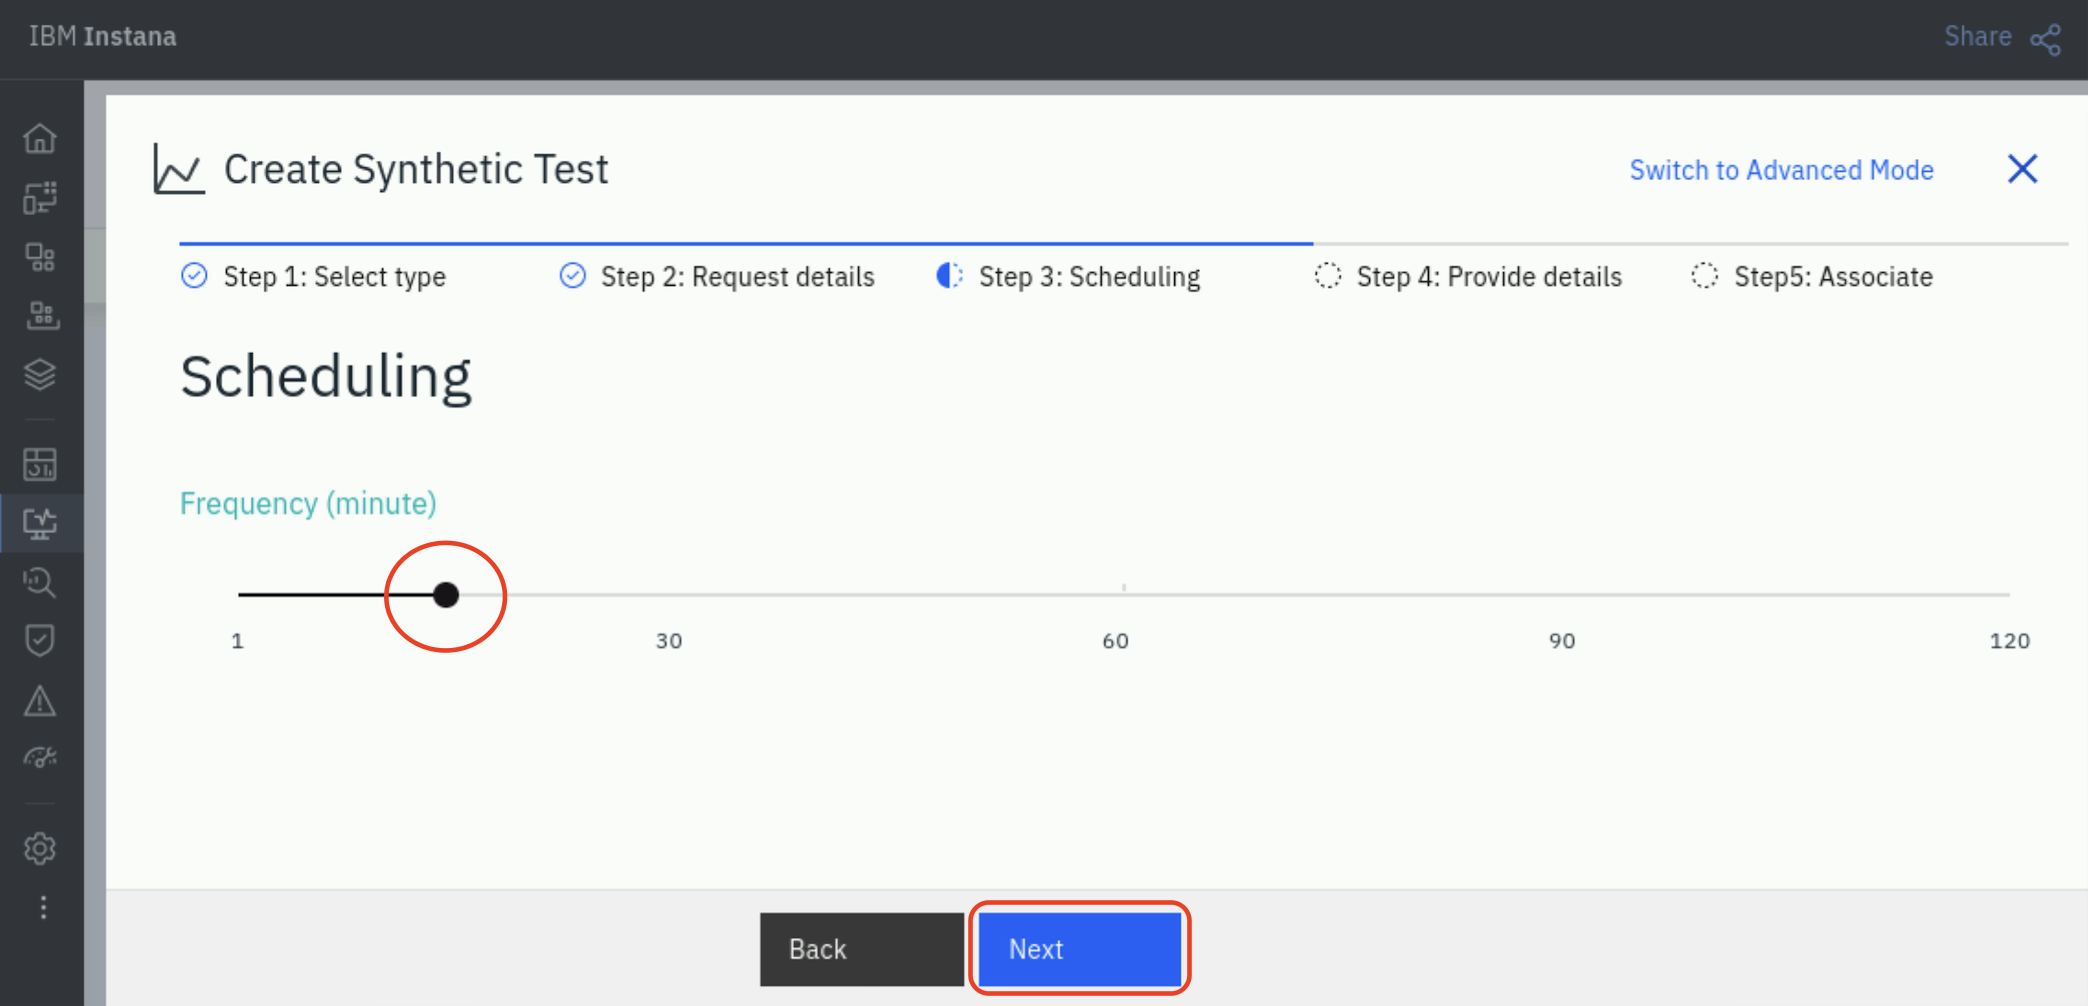 IBM Instana
Share
Create Synthetic Test
Switch to Advanced Mode
Step 1: Select type
Step 2: Request details
Step 3: Scheduling
Step 4: Provide details
Step5: Associate
Scheduling
Frequency (minute)
1 30 60 90 120
Back
Next